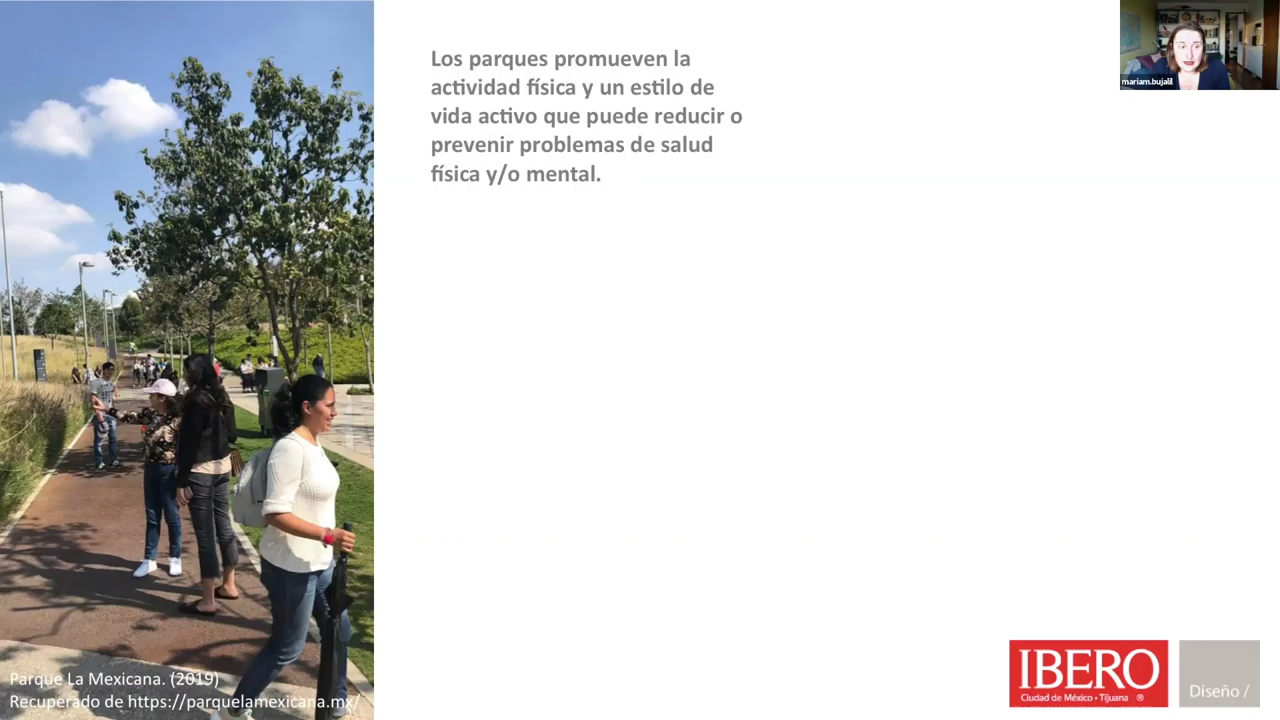 Los parques promueven la
actividad física y un estilo de
vida activo que puede reducir o
prevenir problemas de salud
física y/o mental.
mariam.bujalil
Parque La Mexicana. (2019)
Recuperado de https://parquelamexicana.mx/
IBERO
Ciudad de México • Tijuana ®
Diseño /